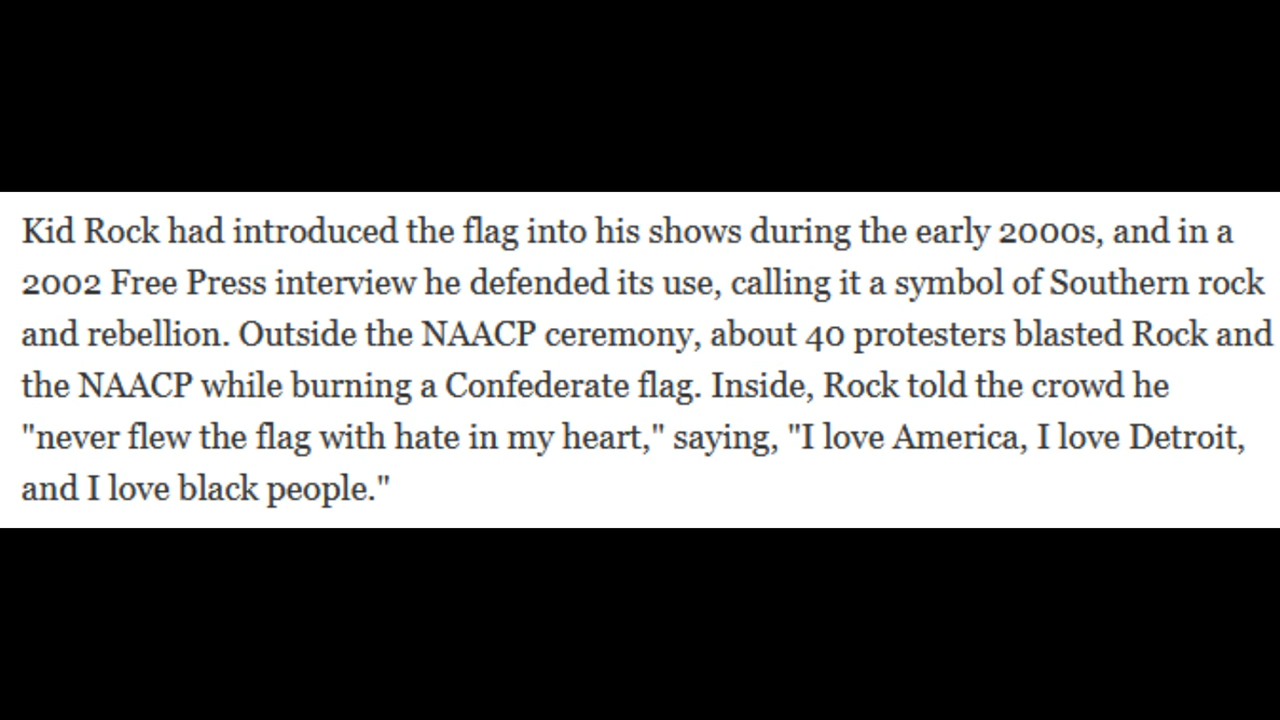 Kid Rock had introduced the flag into his shows during the early 2000s, and in a
2002 Free Press interview he defended its use, calling it a symbol of Southern rock
and rebellion. Outside the NAACP ceremony, about 40 protesters blasted Rock and
the NAACP while burning a Confederate flag. Inside, Rock told the crowd he
"never flew the flag with hate in my heart," saying, "I love America, I love Detroit,
and I love black people."